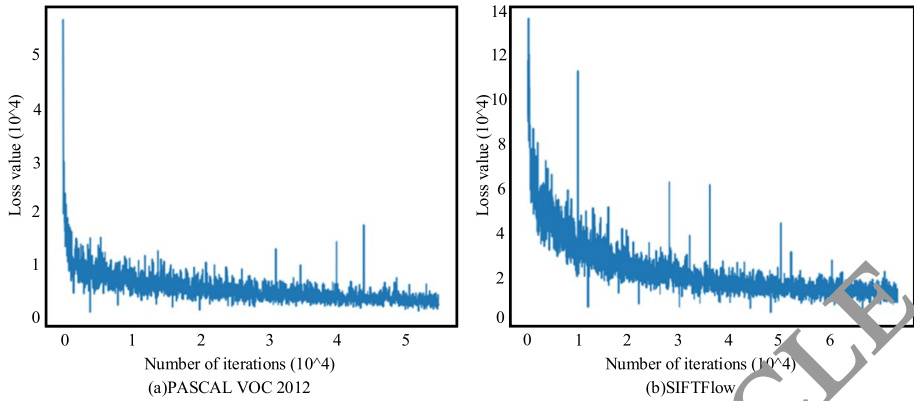 5
4
3
2
1
0
Loss value (10^4)
0 1 2 3 4 5
Number of iterations (10^4)
(a)PASCAL VOC 2012
14
12
10
8
6
4
2
0
Loss value (10^4)
0 1 2 3 4 5 6
Number of iterations (10^4)
(b)SIFTFlow
CLE